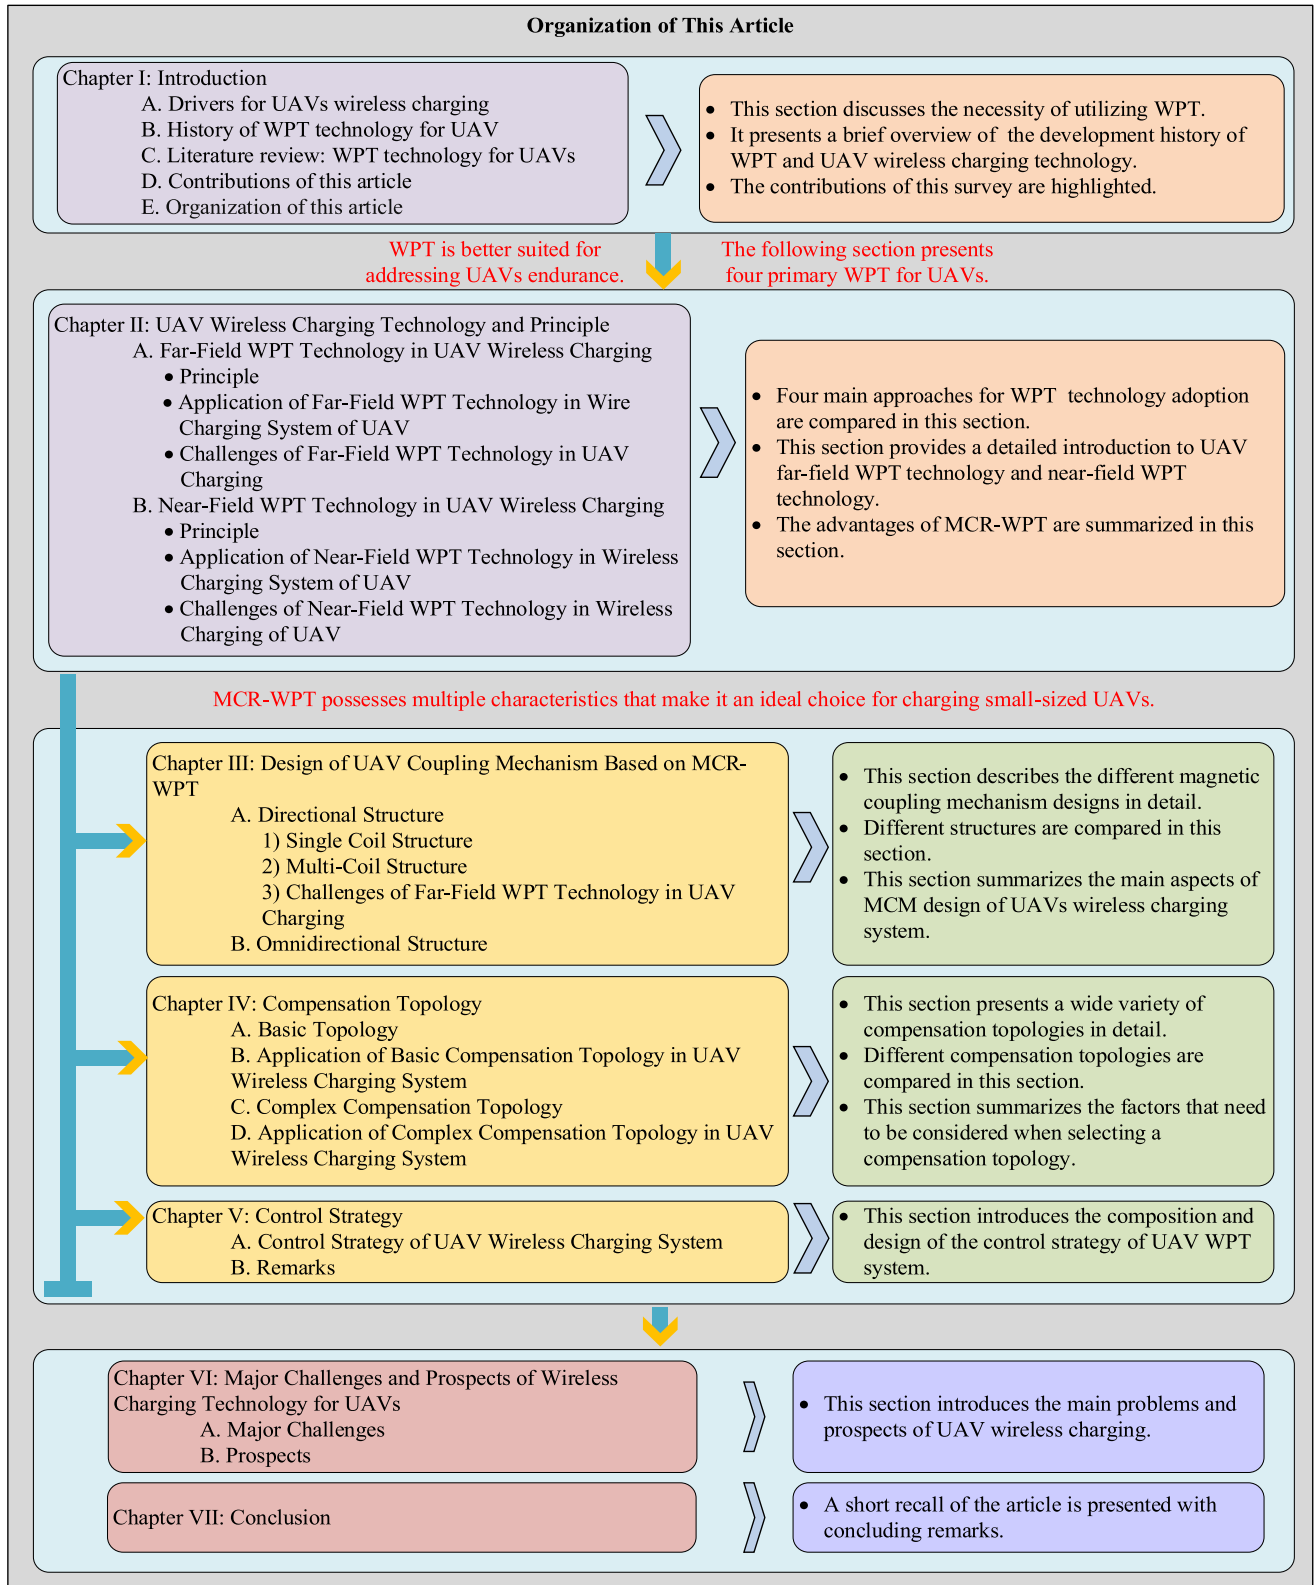 Organization of This Article
Chapter I: Introduction
A. Drivers for UAVs wireless charging
B. History of WPT technology for UAV
C. Literature review: WPT technology for UAVs
D. Contributions of this article
E. Organization of this article
• This section discusses the necessity of utilizing WPT.
• It presents a brief overview of the development history of
WPT and UAV wireless charging technology.
• The contributions of this survey are highlighted.
WPT is better suited for
addressing UAVs endurance.
The following section presents
four primary WPT for UAVs.
Chapter II: UAV Wireless Charging Technology and Principle
A. Far-Field WPT Technology in UAV Wireless Charging
• Principle
• Application of Far-Field WPT Technology in Wire
Charging System of UAV
• Challenges of Far-Field WPT Technology in UAV
Charging
B. Near-Field WPT Technology in UAV Wireless Charging
• Principle
• Application of Near-Field WPT Technology in Wireless
Charging System of UAV
• Challenges of Near-Field WPT Technology in Wireless
Charging of UAV
• Four main approaches for WPT technology adoption
are compared in this section.
• This section provides a detailed introduction to UAV
far-field WPT technology and near-field WPT
technology.
• The advantages of MCR-WPT are summarized in this
section.
MCR-WPT possesses multiple characteristics that make it an ideal choice for charging small-sized UAVs.
Chapter III: Design of UAV Coupling Mechanism Based on MCR-
WPT
A. Directional Structure
1) Single Coil Structure
2) Multi-Coil Structure
3) Challenges of Far-Field WPT Technology in UAV
Charging
B. Omnidirectional Structure
• This section describes the different magnetic
coupling mechanism designs in detail.
• Different structures are compared in this
section.
• This section summarizes the main aspects of
MCM design of UAVs wireless charging
system.
Chapter IV: Compensation Topology
A. Basic Topology
B. Application of Basic Compensation Topology in UAV
Wireless Charging System
C. Complex Compensation Topology
D. Application of Complex Compensation Topology in UAV
Wireless Charging System
• This section presents a wide variety of
compensation topologies in detail.
• Different compensation topologies are
compared in this section.
• This section summarizes the factors that need
to be considered when selecting a
compensation topology.
Chapter V: Control Strategy
A. Control Strategy of UAV Wireless Charging System
B. Remarks
• This section introduces the composition and
design of the control strategy of UAV WPT
system.
Chapter VI: Major Challenges and Prospects of Wireless
Charging Technology for UAVs
A. Major Challenges
B. Prospects
• This section introduces the main problems and
prospects of UAV wireless charging.
Chapter VII: Conclusion
• A short recall of the article is presented with
concluding remarks.